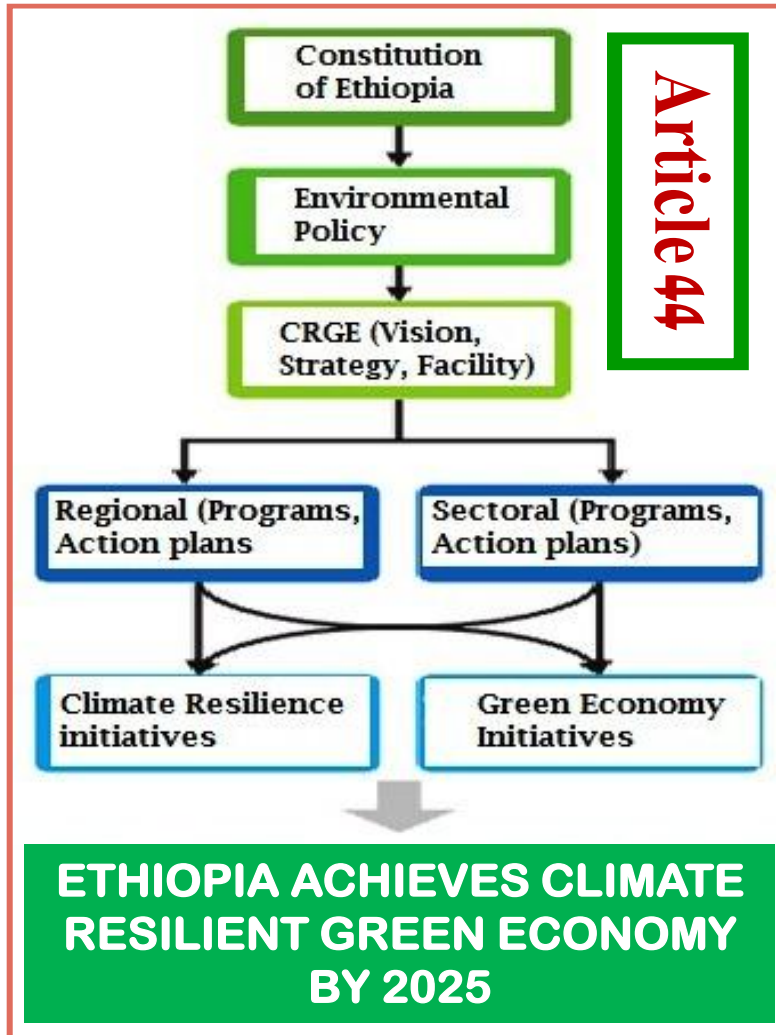 Constitution
of Ethiopia
Article 44
Environmental
Policy
CRGE (Vision,
Strategy, Facility)
Regional (Programs,
Action plans
Sectoral (Programs,
Action plans)
Climate Resilience
initiatives
Green Economy
Initiatives
ETHIOPIA ACHIEVES CLIMATE
RESILIENT GREEN ECONOMY
BY 2025